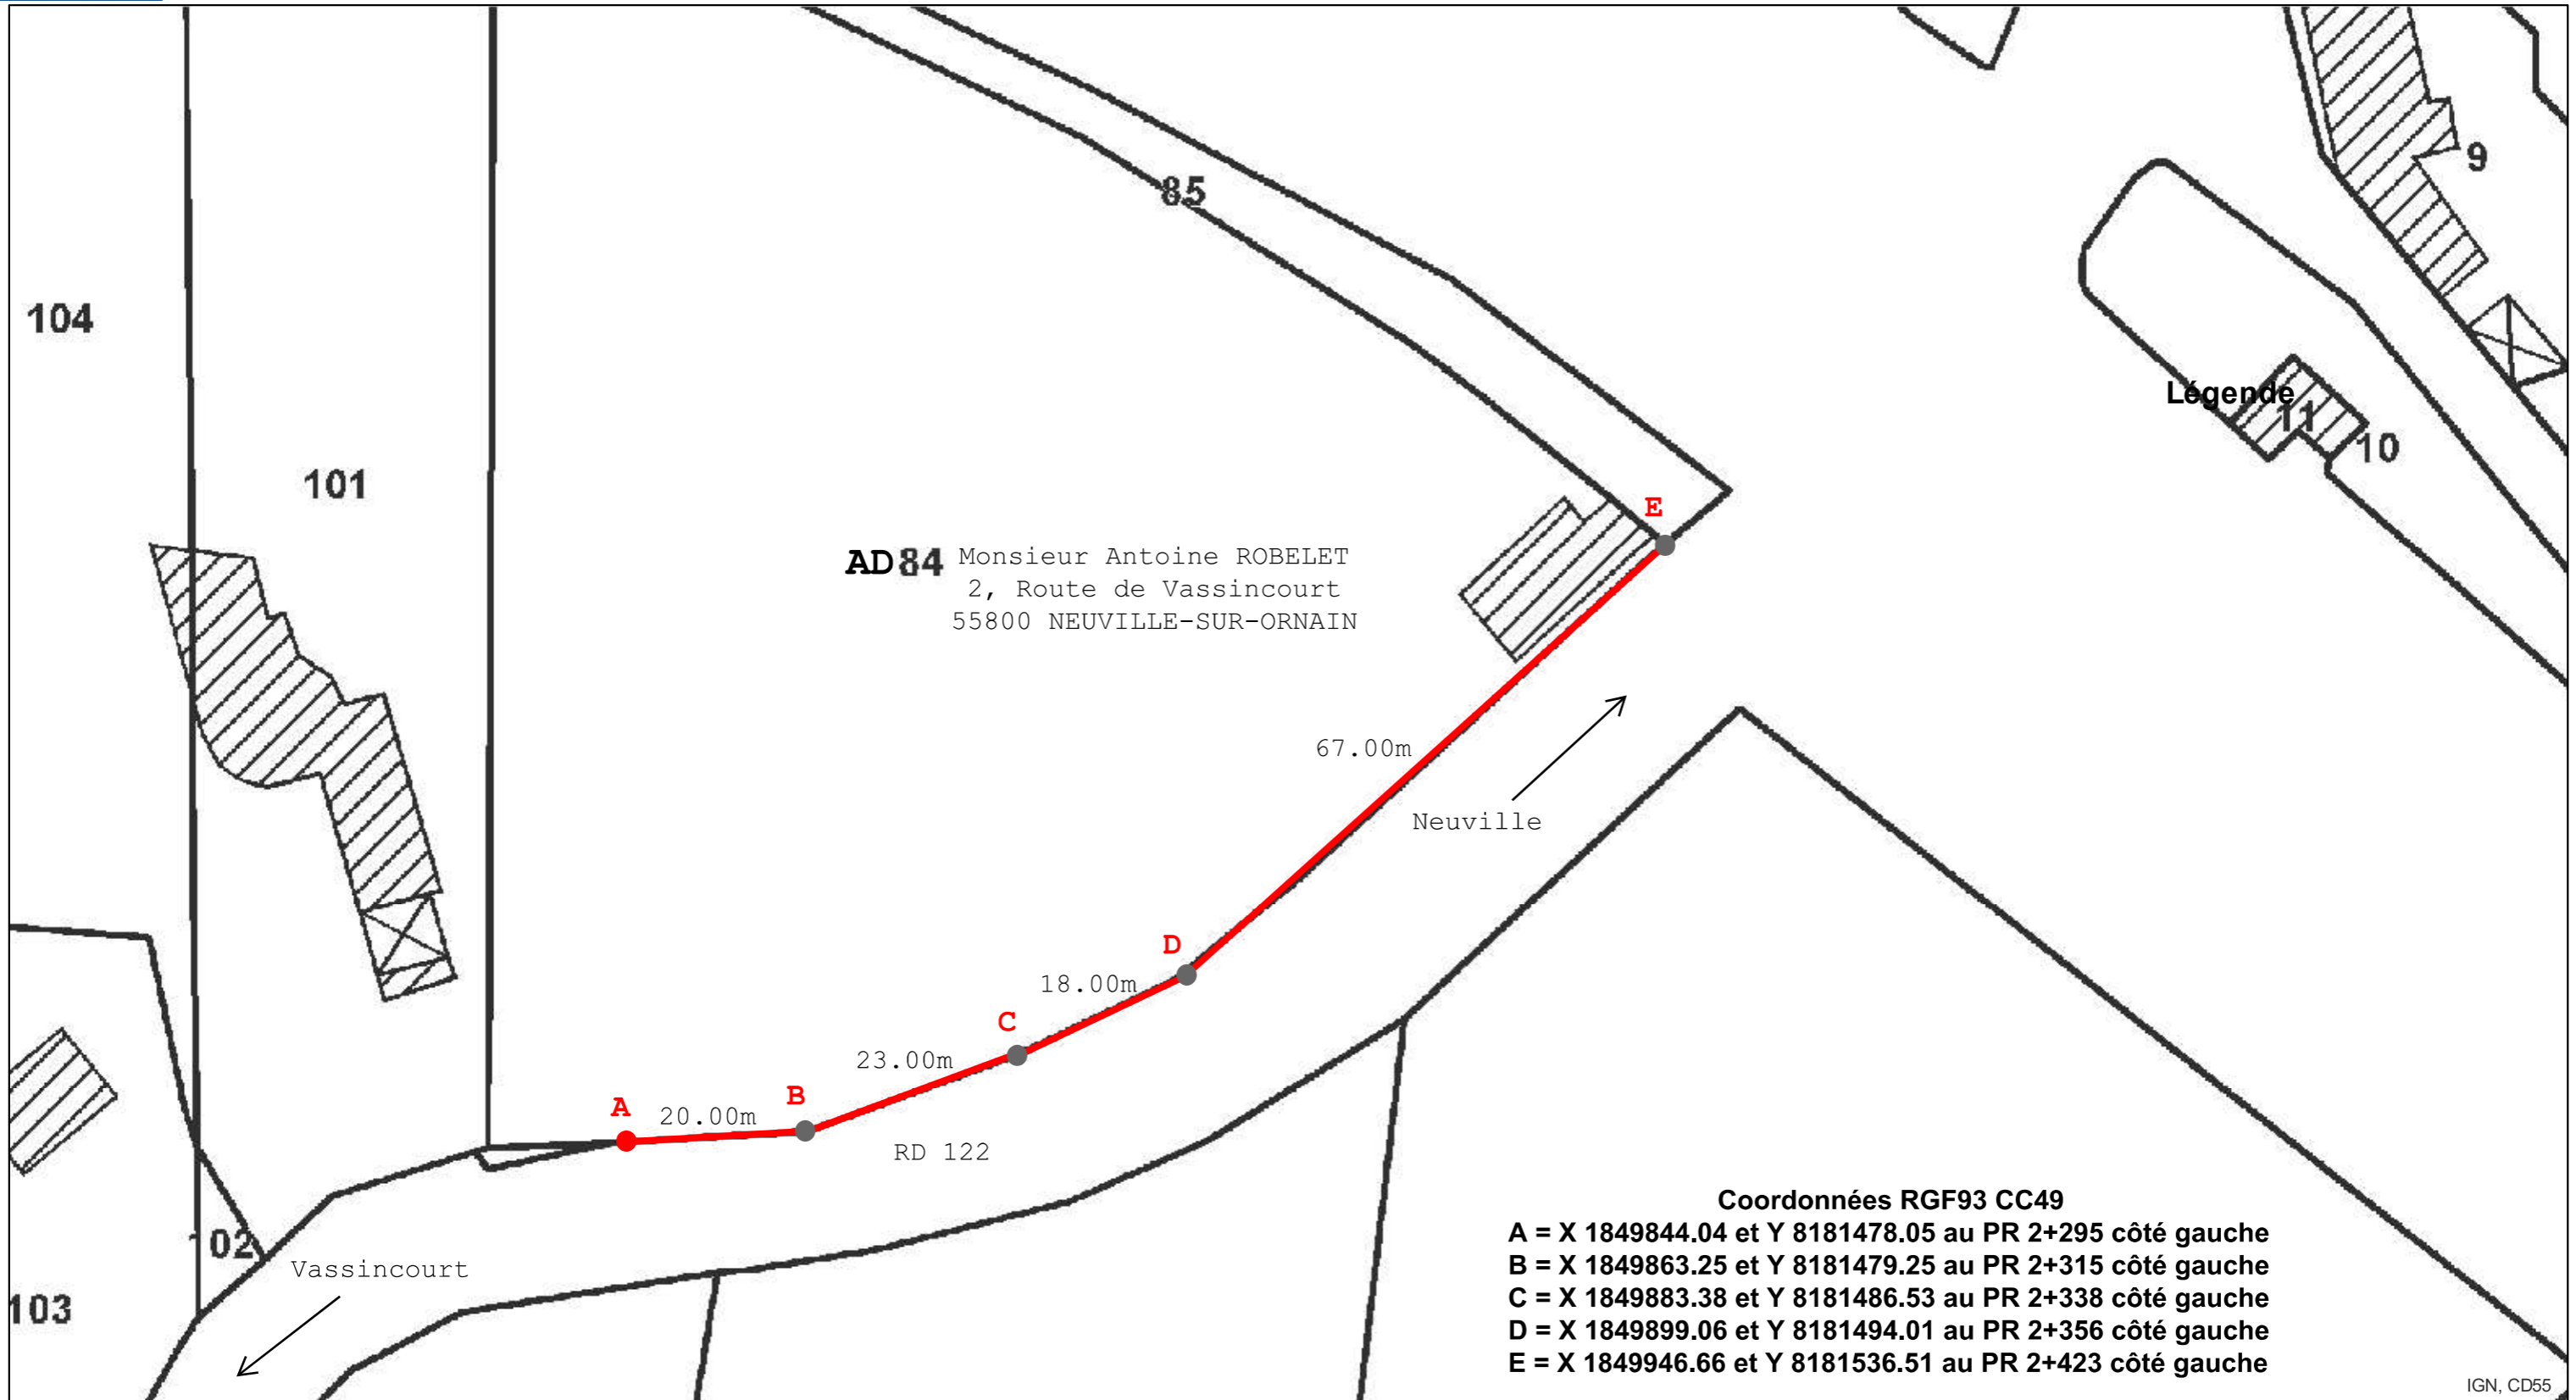 85
9
104
Légende
11
10
101
E
AD 84 Monsieur Antoine ROBELET
2, Route de Vassincourt
55800 NEUVILLE-SUR-ORNAIN
67.00m
Neuville
D
18.00m
C
23.00m
B
A
20.00m
RD 122
102
Vassincourt
103
Coordonnées RGF93 CC49
A = X 1849844.04 et Y 8181478.05 au PR 2+295 côté gauche
B = X 1849863.25 et Y 8181479.25 au PR 2+315 côté gauche
C = X 1849883.38 et Y 8181486.53 au PR 2+338 côté gauche
D = X 1849899.06 et Y 8181494.01 au PR 2+356 côté gauche
E = X 1849946.66 et Y 8181536.51 au PR 2+423 côté gauche
IGN, CD55